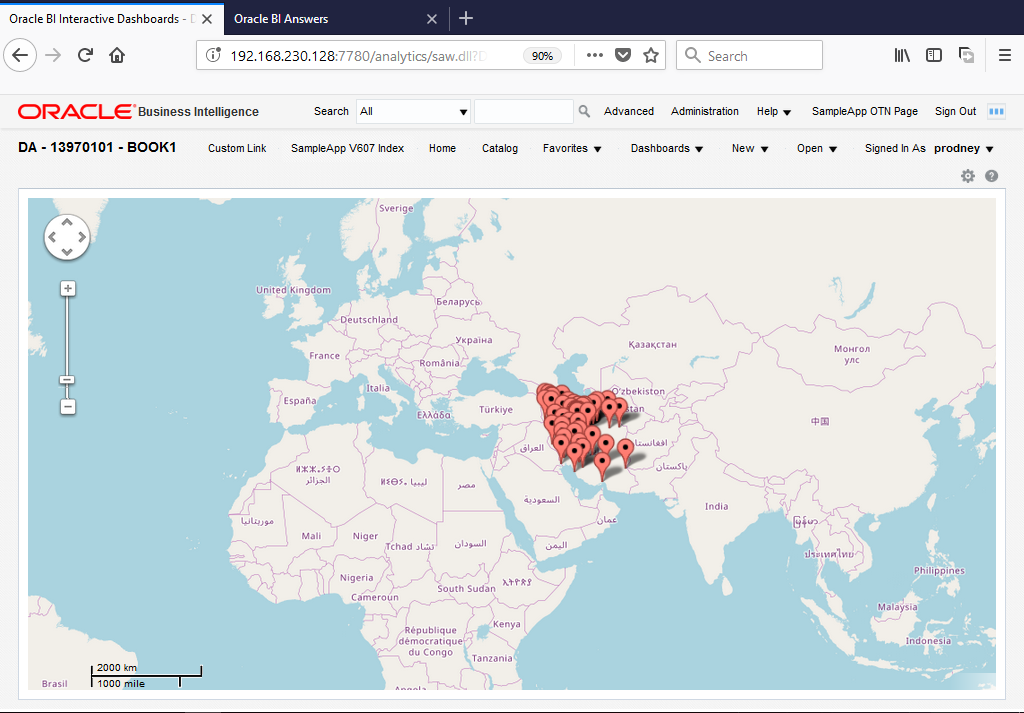 Oracle BI Interactive Dashboards - D
Oracle BI Answers
192.168.230.128:7780/analytics/saw.dll?D
90%
Search
ORACLE Business Intelligence
Search All
Advanced Administration Help SampleApp OTN Page Sign Out
DA - 13970101 - BOOK1
Custom Link SampleApp V607 Index Home Catalog Favorites Dashboards New Open Signed In As prodney
Sverige
United Kingdom
Беларусь
Deutschland
Україна
France
România
Қазақстан
Монгол
улс
Italia
España
Ελλάδα
Türkiye
O'zbekiston
stan
中国
العراق
افغانستان
پاکستان
ⵍⵉⴱⵢⴰ ليبيا
الجزائر
مصر
السعودية
عمان
India
موريتانيا
Mali
Niger
Tchad تشاد
السودان
اليمن
ประเทศไทย
Philippines
Nigeria
South Sudan
Cameroun
Malaysia
Kenya
République
démocratique
du Congo
Indonesia
Tanzania
2000 km
1000 mile
Brasil
Angola